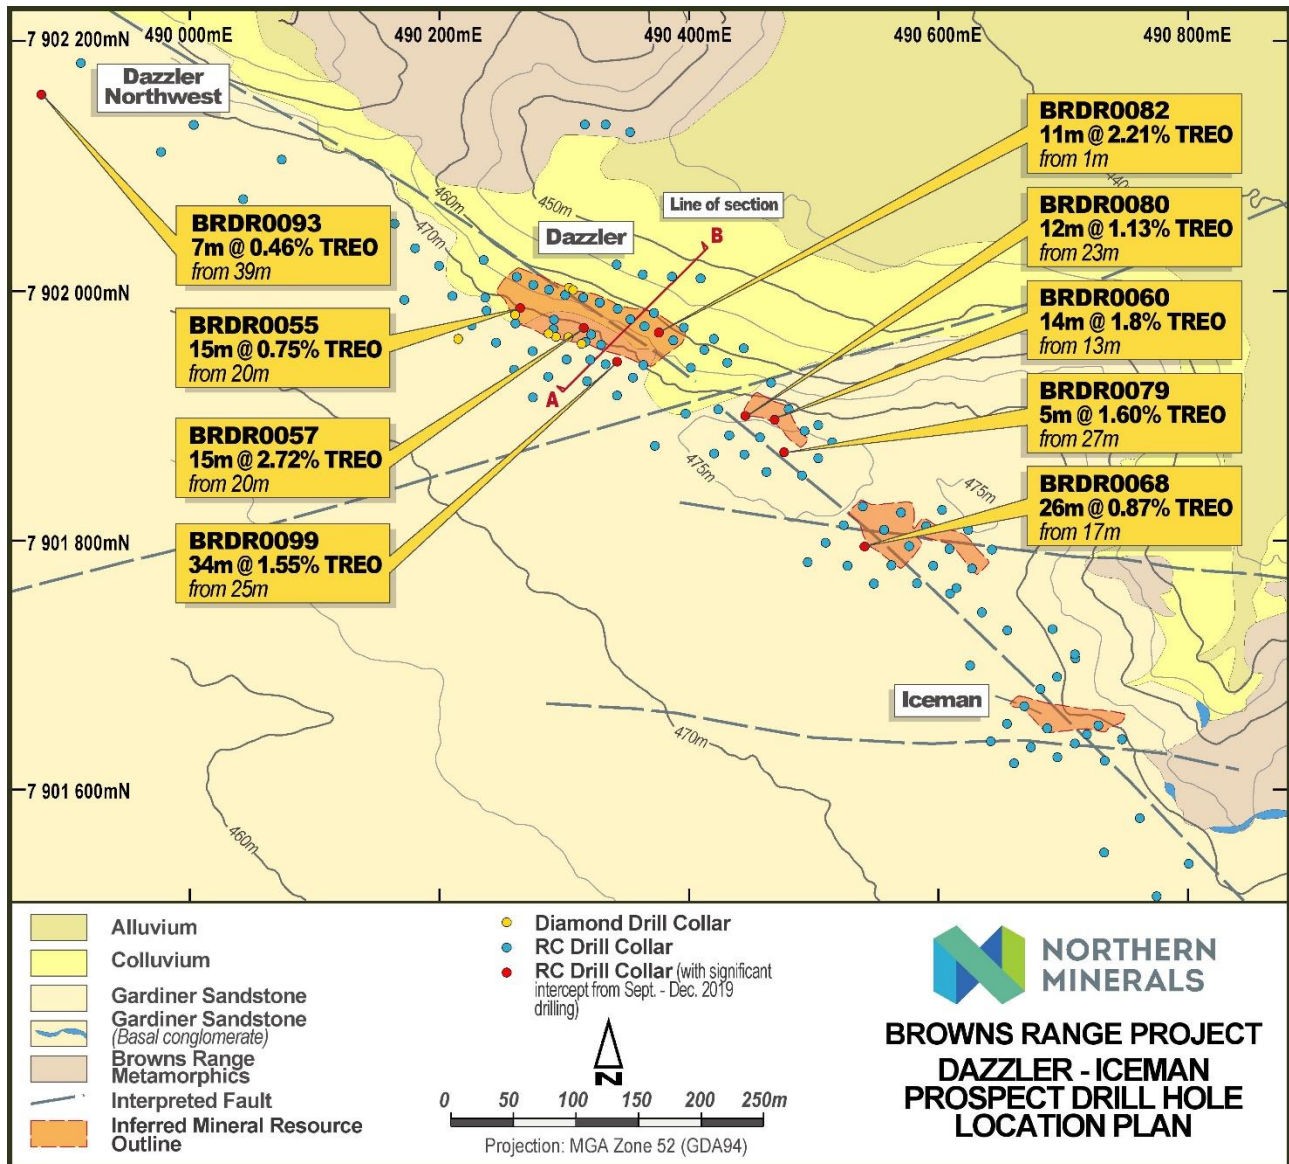 7 902 200mN
490 000mE
490 200mE
490 400mE
490 600mE
490 800mE
Dazzler
Northwest
BRDR0082
11m @ 2.21% TREO
from 1m
BRDR0093
7m @ 0.46% TREO
from 39m
460m
450m
470m
Line of section
B
Dazzler
BRDR0080
12m @ 1.13% TREO
from 23m
7 902 000mN
BRDR0055
15m @ 0.75% TREO
from 20m
BRDR0060
14m @ 1.8% TREO
from 13m
A
BRDR0079
5m @ 1.60% TREO
from 27m
BRDR0057
15m @ 2.72% TREO
from 20m
475m
475m
BRDR0068
26m @ 0.87% TREO
from 17m
7 901 800mN
BRDR0099
34m @ 1.55% TREO
from 25m
Iceman
470m
7 901 600mN
460m
Alluvium
Colluvium
Gardiner Sandstone
Gardiner Sandstone
(Basal conglomerate)
Browns Range
Metamorphics
Interpreted Fault
Inferred Mineral Resource
Outline
Diamond Drill Collar
RC Drill Collar
RC Drill Collar (with significant
intercept from Sept. - Dec. 2019
drilling)
N
0 50 100 150 200 250m
Projection: MGA Zone 52 (GDA94)
NORTHERN
MINERALS
BROWNS RANGE PROJECT
DAZZLER - ICEMAN
PROSPECT DRILL HOLE
LOCATION PLAN